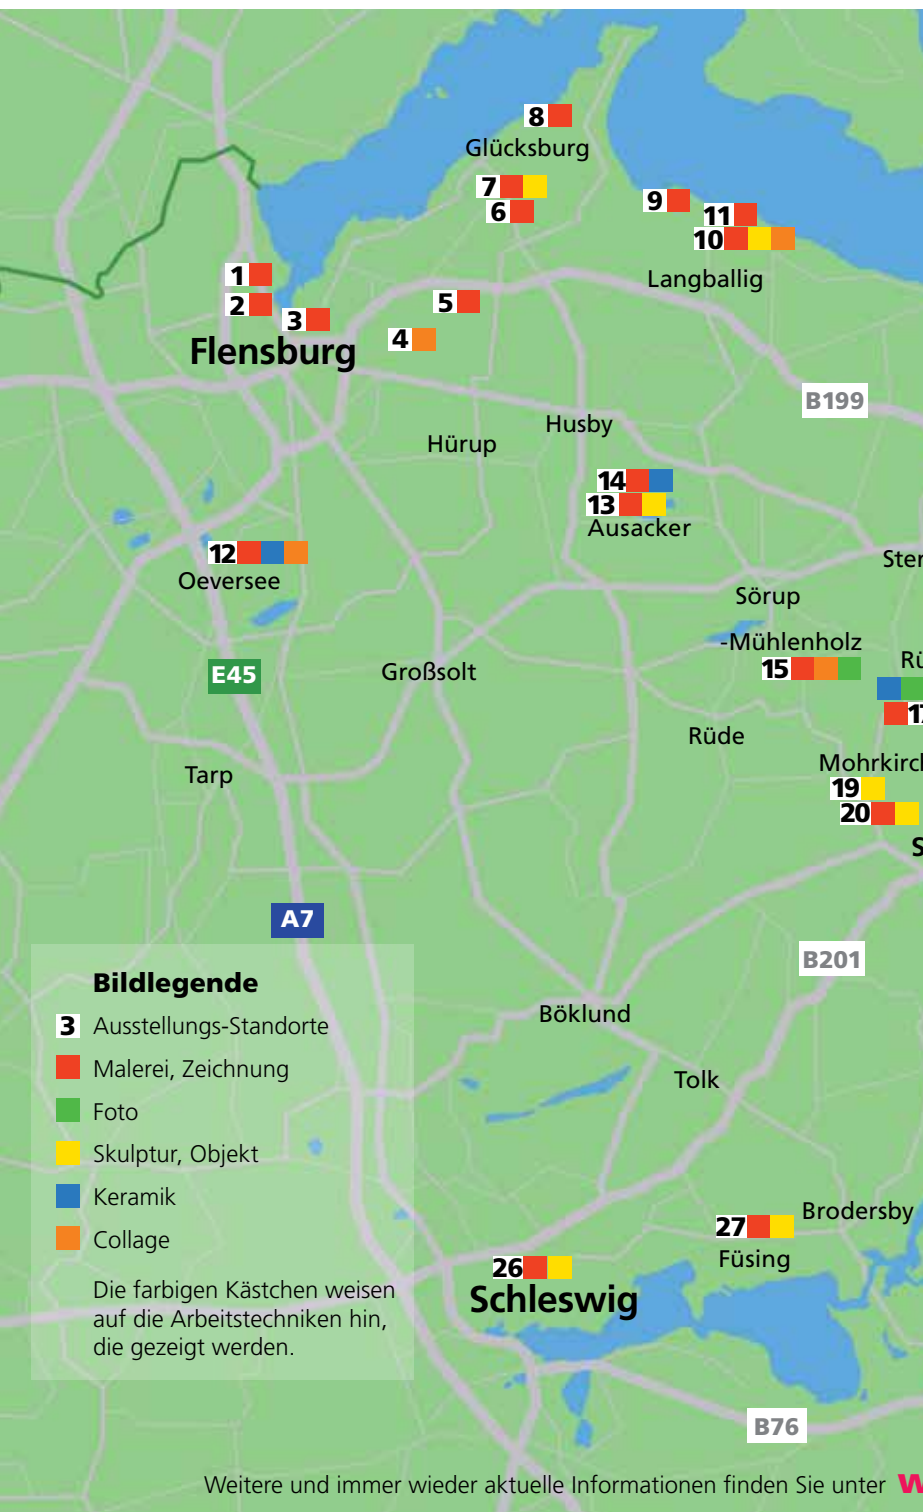 8
Glücksburg
7
6
9
11
10
Langballig
1
2
3
5
4
Flensburg
B199
Husby
Hürup
14
13
Ausacker
12
Oeversee
Sörup
-Mühlenholz
15
E45
Großsolt
Rüde
Tarp
19
20
A7
B201
Bildlegende
3 Ausstellungs-Standorte
Malerei, Zeichnung
Foto
Skulptur, Objekt
Keramik
Collage
Die farbigen Kästchen weisen
auf die Arbeitstechniken hin,
die gezeigt werden.
Böklund
Tolk
Brodersby
27
Füsing
26
Schleswig
B76
Weitere und immer wieder aktuelle Informationen finden Sie unter